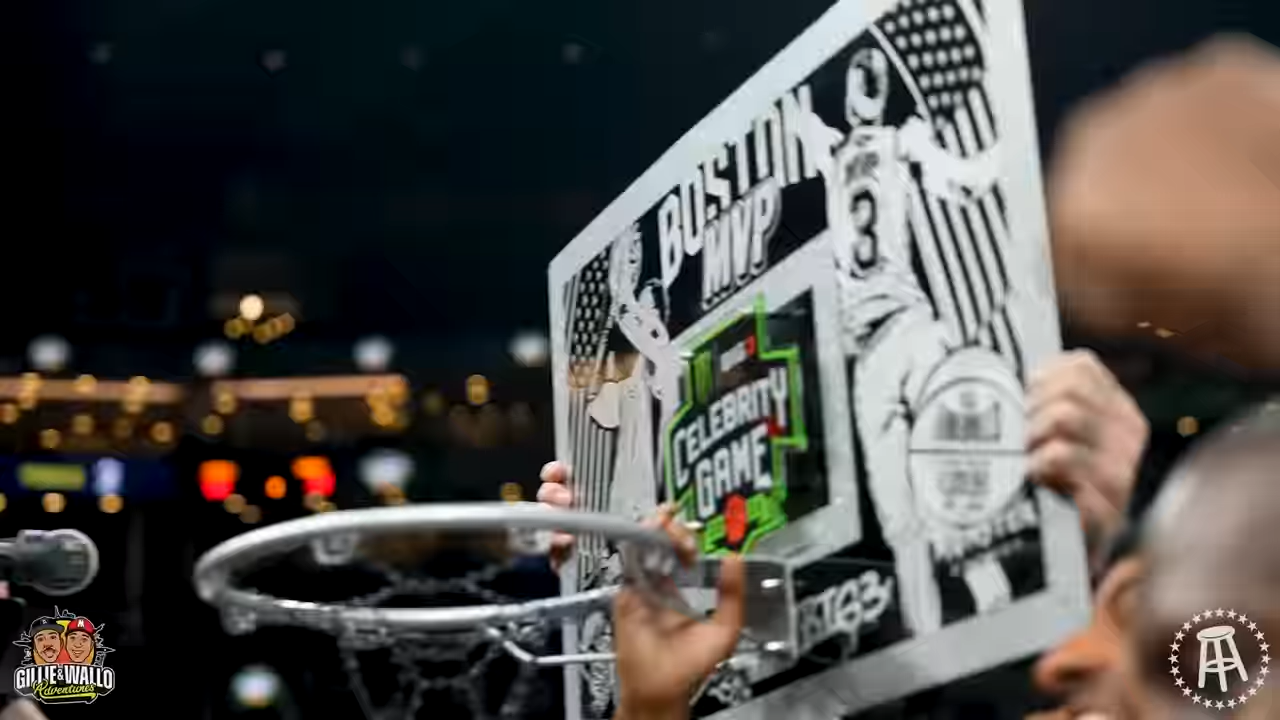 BOSTON
MVP
3
CELEBRITY
GAME
BIG3
GILLIE & WALLO
Adventures